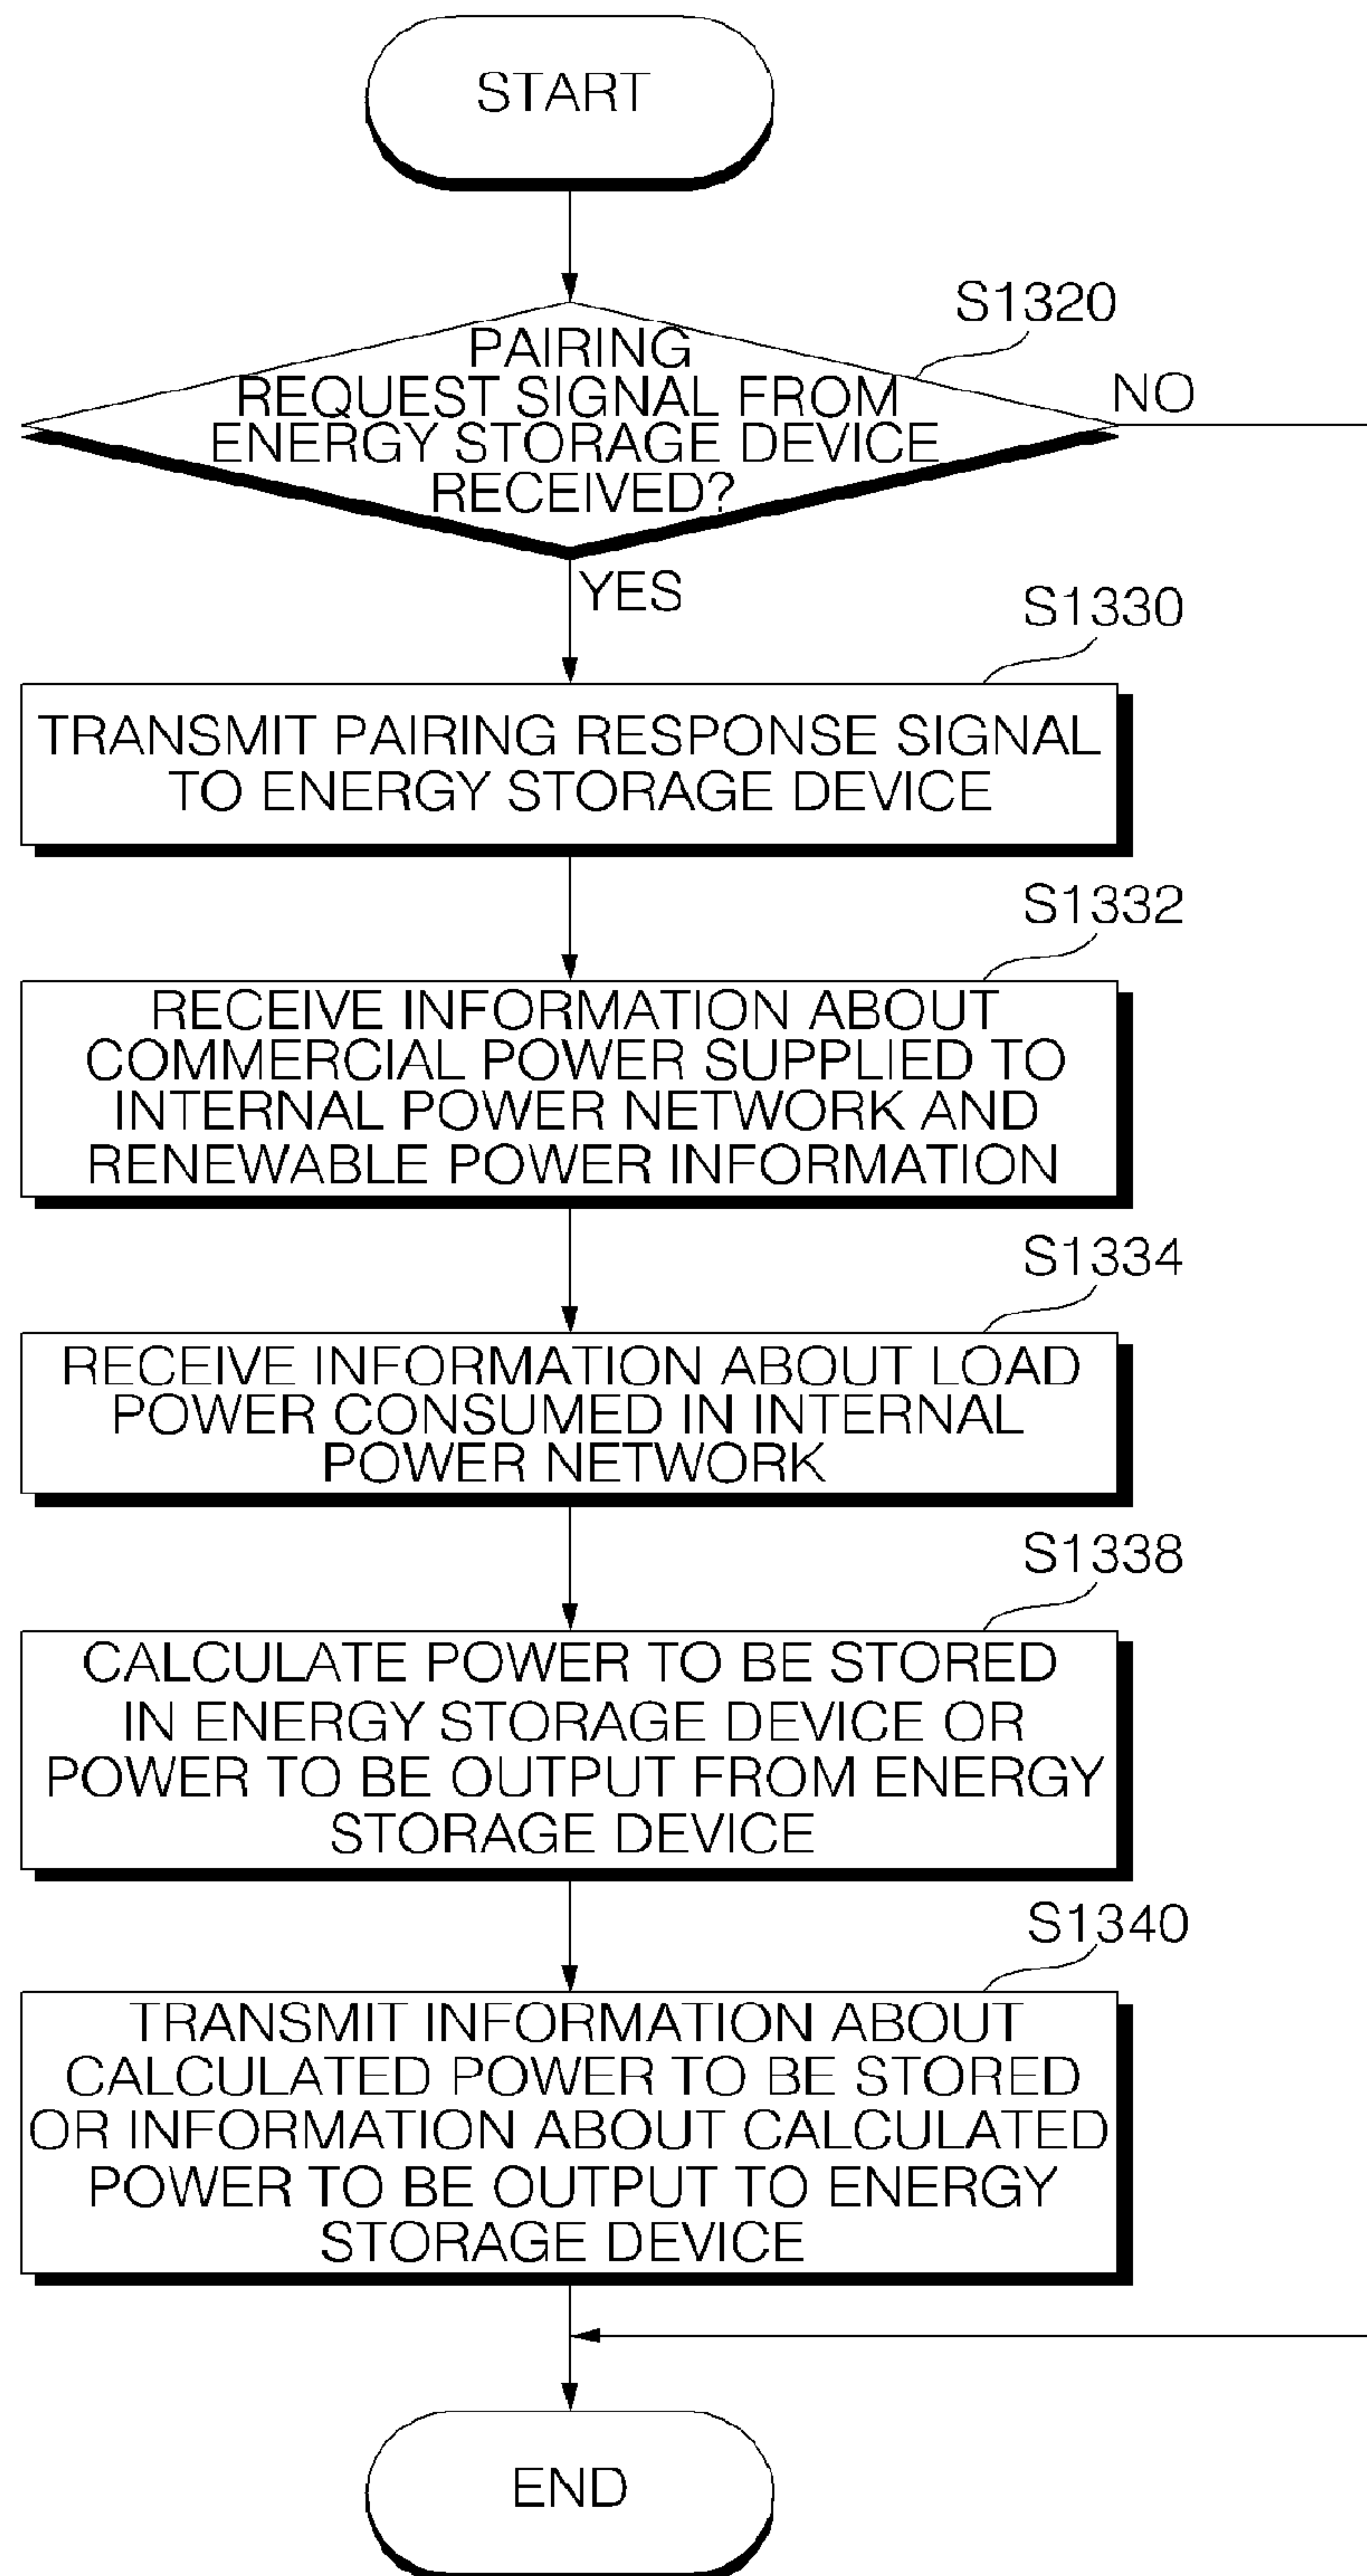 START
S1320
PAIRING
REQUEST SIGNAL FROM
ENERGY STORAGE DEVICE
RECEIVED?
NO
YES
S1330
TRANSMIT PAIRING RESPONSE SIGNAL
TO ENERGY STORAGE DEVICE
S1332
RECEIVE INFORMATION ABOUT
COMMERCIAL POWER SUPPLIED TO
INTERNAL POWER NETWORK AND
RENEWABLE POWER INFORMATION
S1334
RECEIVE INFORMATION ABOUT LOAD
POWER CONSUMED IN INTERNAL
POWER NETWORK
S1338
CALCULATE POWER TO BE STORED
IN ENERGY STORAGE DEVICE OR
POWER TO BE OUTPUT FROM ENERGY
STORAGE DEVICE
S1340
TRANSMIT INFORMATION ABOUT
CALCULATED POWER TO BE STORED
OR INFORMATION ABOUT CALCULATED
POWER TO BE OUTPUT TO ENERGY
STORAGE DEVICE
END